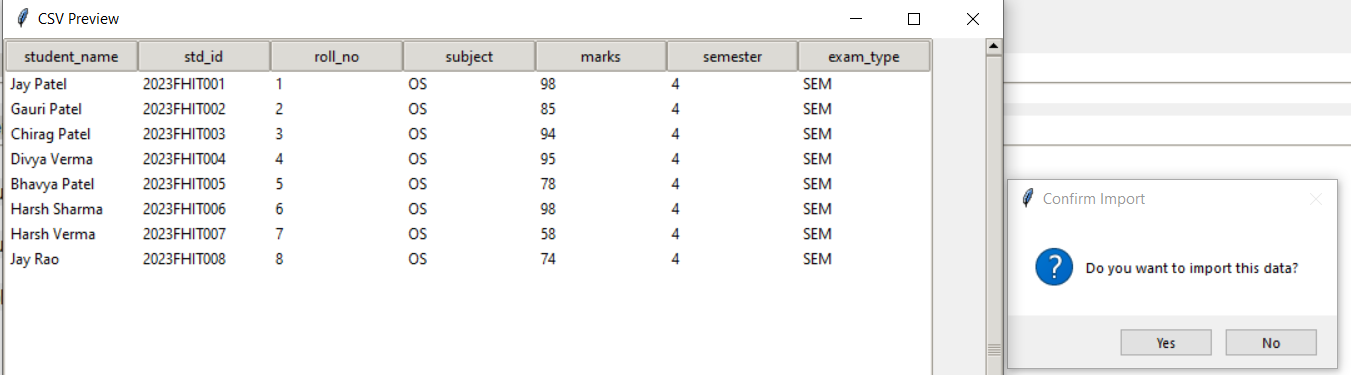 CSV Preview
student_name std_id roll_no subject marks semester exam_type
Jay Patel 2023FHIT001 1 OS 98 4 SEM
Gauri Patel 2023FHIT002 2 OS 85 4 SEM
Chirag Patel 2023FHIT003 3 OS 94 4 SEM
Divya Verma 2023FHIT004 4 OS 95 4 SEM
Bhavya Patel 2023FHIT005 5 OS 78 4 SEM
Harsh Sharma 2023FHIT006 6 OS 98 4 SEM
Harsh Verma 2023FHIT007 7 OS 58 4 SEM
Jay Rao 2023FHIT008 8 OS 74 4 SEM
Confirm Import
Do you want to import this data?
Yes No